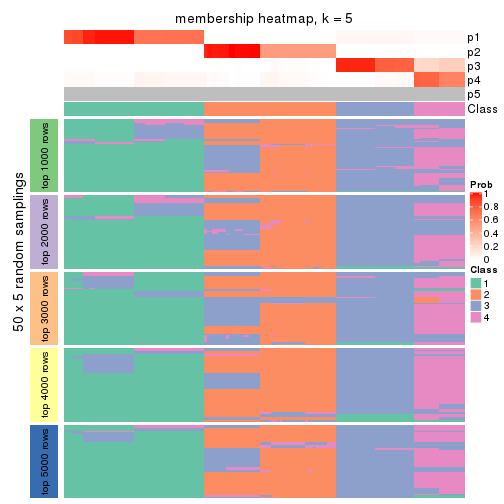 membership heatmap, k = 5
p1
p2
p3
p4
p5
Class
50 x 5 random samplings
top 1000 rows
top 2000 rows
top 3000 rows
top 4000 rows
top 5000 rows
Prob
1
0.8
0.6
0.4
0.2
0
Class
1
2
3
4